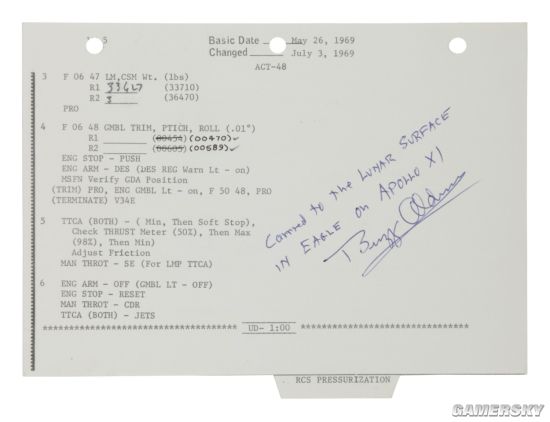 Basic Date May 26, 1969
Changed July 3, 1969
ACT-48
3 F 06 47 LM,CSM Wt. (lbs)
R1 33627 (33710)
R2 3 (36470)
PRO
4 F 06 48 GMBL TRIM, PTICH, ROLL (.01°)
R1 (00454) (00470)✓
R2 (00605) (00589)✓
ENG STOP - PUSH
ENG ARM - DES (DES REG Warn Lt - on)
MSFN Verify GDA Position
(TRIM) PRO, ENG GMBL Lt - on, F 50 48, PRO
(TERMINATE) V34E
5 TTCA (BOTH) - ( Min, Then Soft Stop),
Check THRUST Meter (50%), Then Max
(98%), Then Min)
Adjust Friction
MAN THROT - SE (For LMP TTCA)
6 ENG ARM - OFF (GMBL LT - OFF)
ENG STOP - RESET
MAN THROT - CDR
TTCA (BOTH) - JETS
UD- 1:00
Carried to the LUNAR SURFACE
IN EAGLE on APOLLO XI
Buzz Aldrin
RCS PRESSURIZATION
GAMERSKY